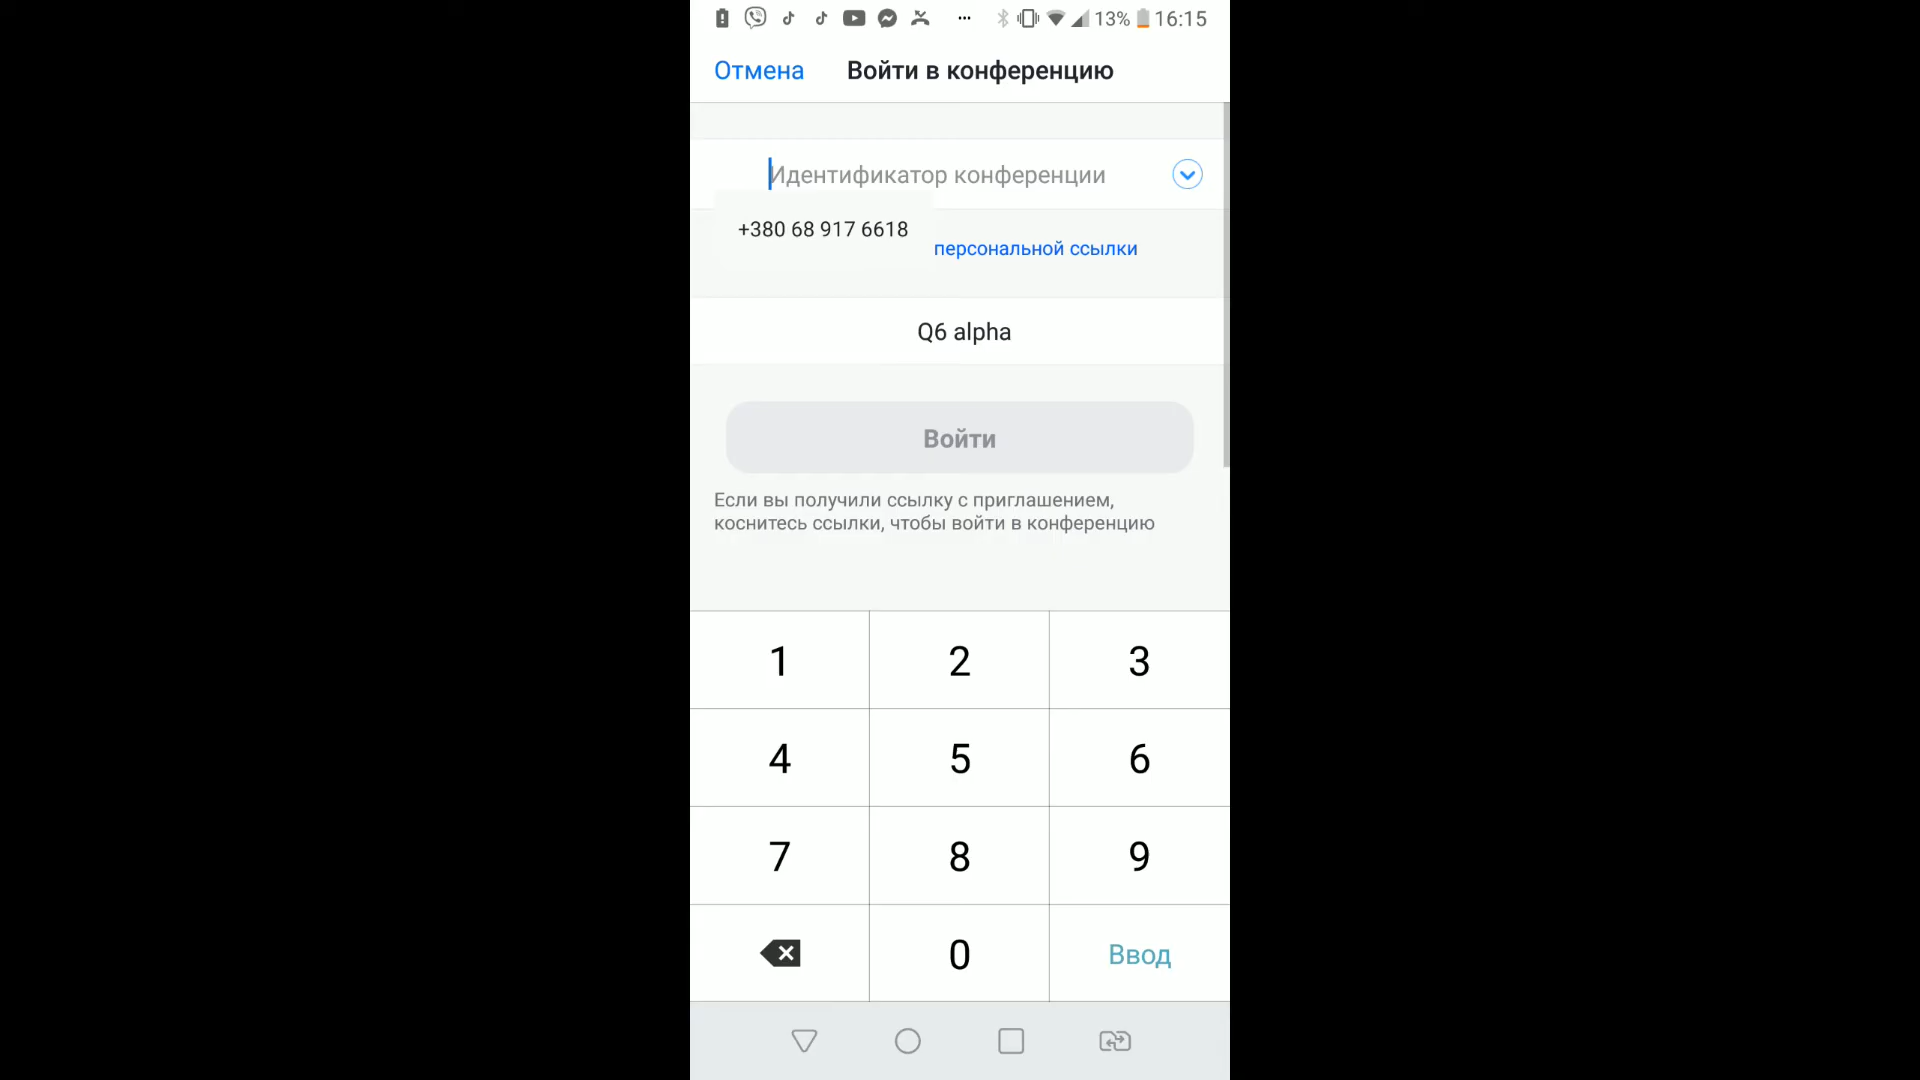 13% 16:15
Отмена Войти в конференцию
Идентификатор конференции
+380 68 917 6618
персональной ссылки
Q6 alpha
Войти
Если вы получили ссылку с приглашением,
коснитесь ссылки, чтобы войти в конференцию
1 2 3
4 5 6
7 8 9
0 Ввод